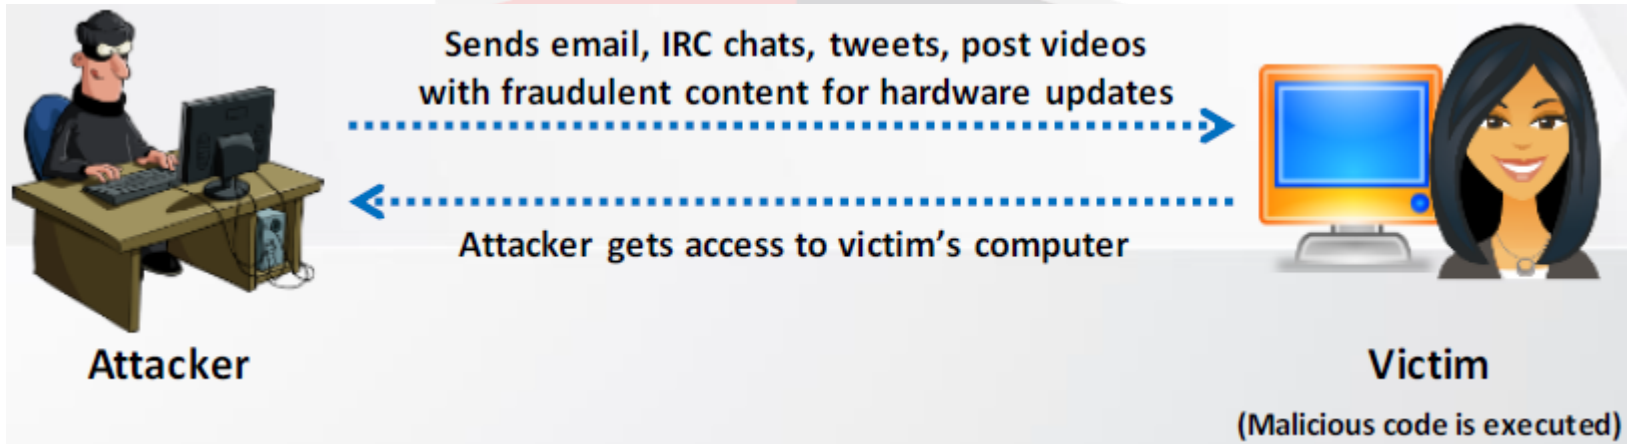 Sends email, IRC chats, tweets, post videos
with fraudulent content for hardware updates
Attacker gets access to victim's computer
Attacker
Victim
(Malicious code is executed)